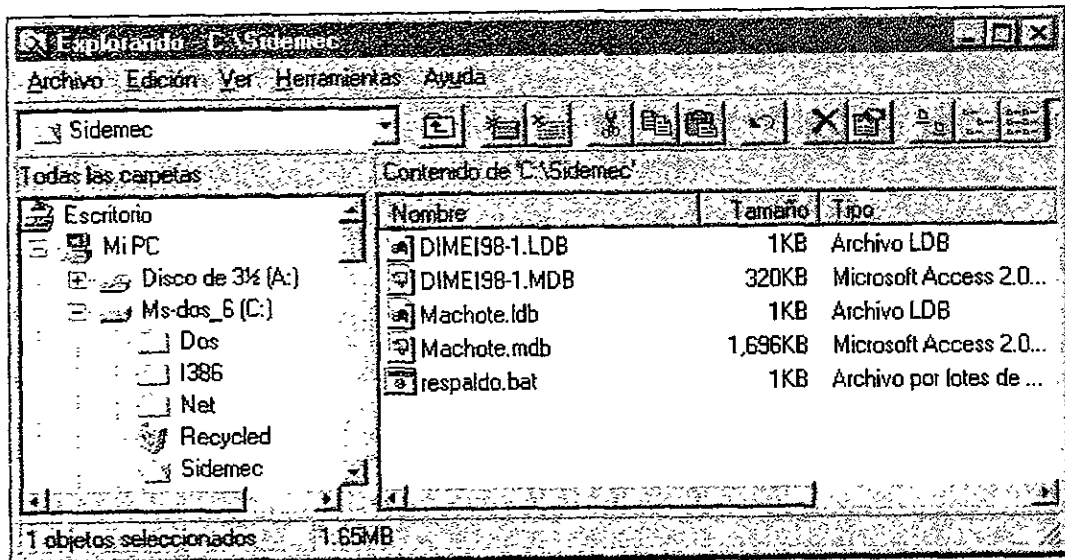 Explorando - C:\Sidemec
Archivo Edición Ver Herramientas Ayuda
Sidemec
Todas las carpetas
Contenido de 'C:\Sidemec'
Escritorio
Mi PC
Disco de 3½ (A:)
Ms-dos_6 (C:)
Dos
I386
Net
Recycled
Sidemec
Nombre Tamaño Tipo
DIMEI98-1.LDB 1KB Archivo LDB
DIMEI98-1.MDB 320KB Microsoft Access 2.0...
Machote.ldb 1KB Archivo LDB
Machote.mdb 1,696KB Microsoft Access 2.0...
respaldo.bat 1KB Archivo por lotes de ...
1 objetos seleccionados 1.65MB